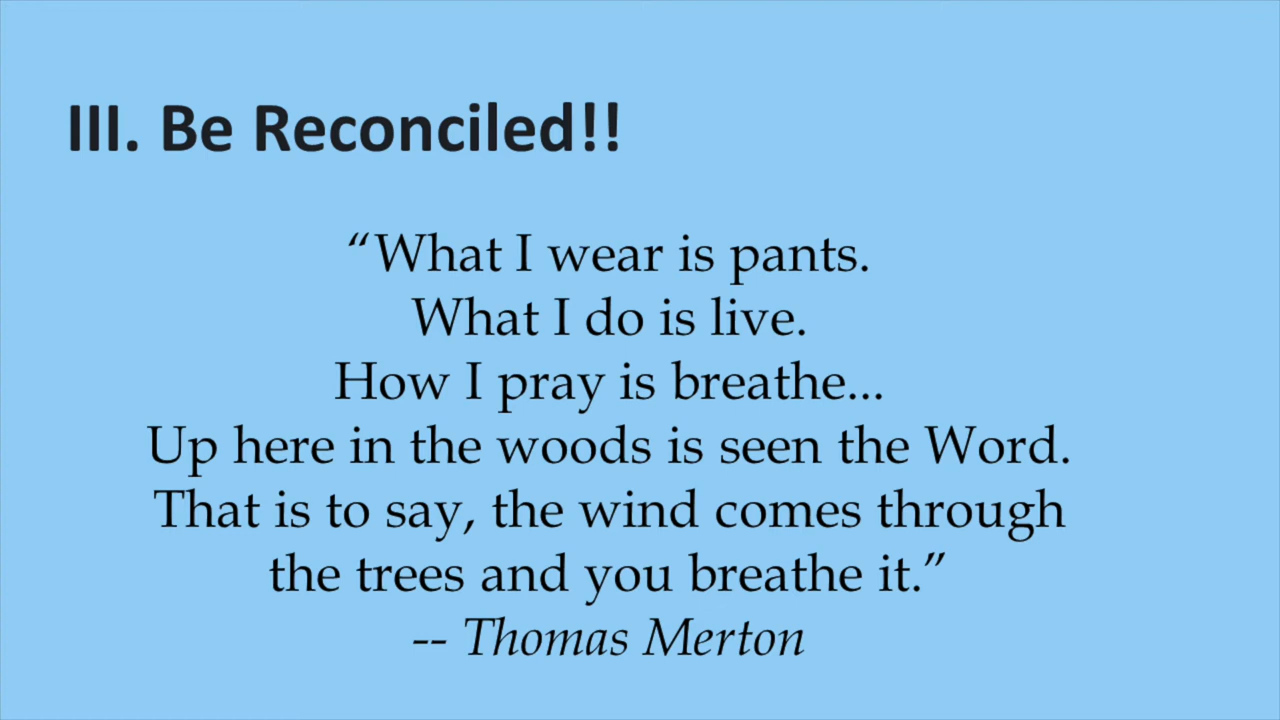 III. Be Reconciled!!
“What I wear is pants.
What I do is live.
How I pray is breathe...
Up here in the woods is seen the Word.
That is to say, the wind comes through
the trees and you breathe it.”
-- Thomas Merton